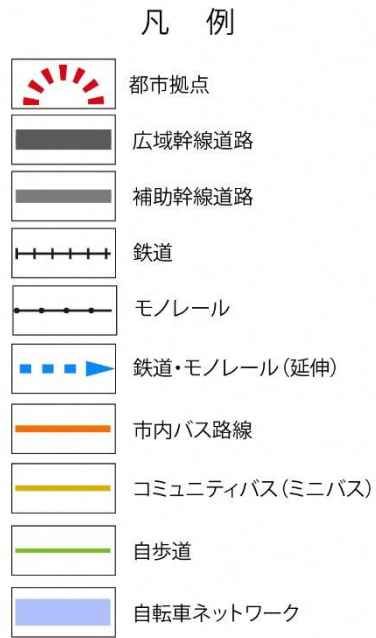 凡 例
都市拠点
広域幹線道路
補助幹線道路
鉄道
モノレール
鉄道・モノレール(延伸)
市内バス路線
コミュニティバス(ミニバス)
自歩道
自転車ネットワーク